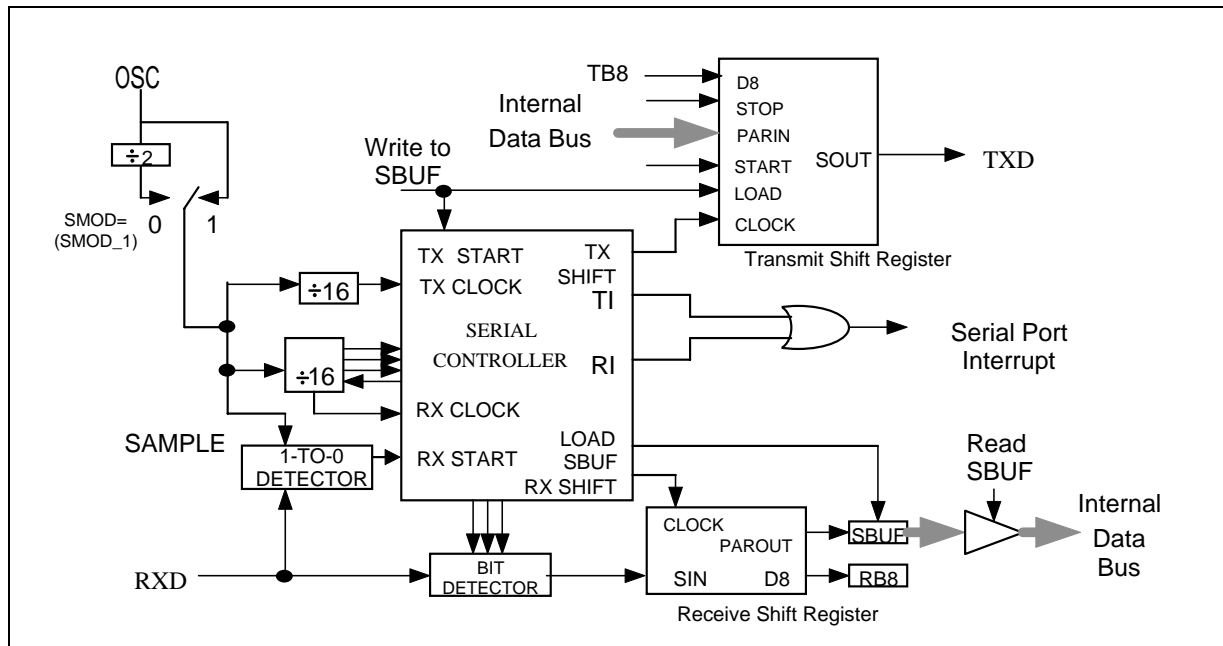 OSC
÷2
SMOD=
(SMOD_1)
0
1
Write to
SBUF
TB8
Internal
Data Bus
D8
STOP
PARIN
START
LOAD
CLOCK
SOUT
TXD
Transmit Shift Register
TX START
TX CLOCK
SERIAL
CONTROLLER
RX CLOCK
RX START
TX
SHIFT
TI
RI
LOAD
SBUF
RX SHIFT
÷16
÷16
SAMPLE
1-TO-0
DETECTOR
Serial Port
Interrupt
RXD
BIT
DETECTOR
CLOCK
PAROUT
SIN
D8
Receive Shift Register
SBUF
RB8
Read
SBUF
Internal
Data
Bus